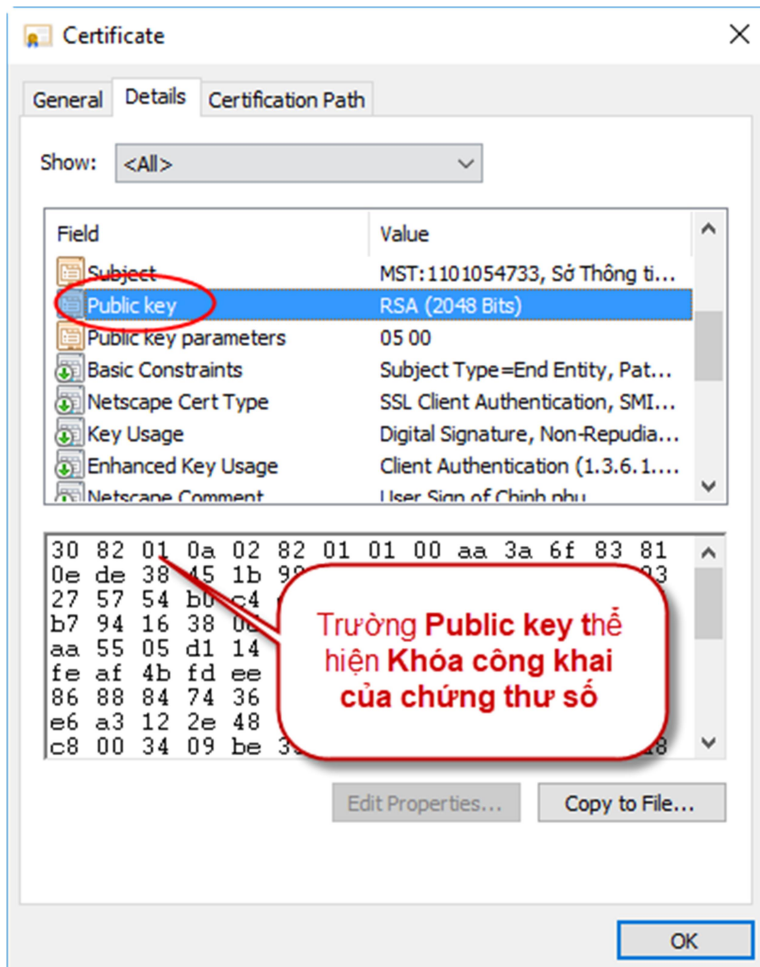 Certificate
General Details Certification Path
Show: <All>
Field Value
Subject MST:1101054733, Sở Thông ti...
Public key RSA (2048 Bits)
Public key parameters 05 00
Basic Constraints Subject Type=End Entity, Pat...
Netscape Cert Type SSL Client Authentication, SMI...
Key Usage Digital Signature, Non-Repudia...
Enhanced Key Usage Client Authentication (1.3.6.1....
Netscape Comment User Sign of Chinh phu
30 82 01 0a 02 82 01 01 00 aa 3a 6f 83 81
0e de 38 45 1b
27 57 54 b0 c4
b7 94 16 38
aa 55 05 d1 14
fe af 4b fd ee
86 88 84 74 36
e6 a3 12 2e 48
c8 00 34 09 be
Trường Public key thể
hiện Khóa công khai
của chứng thư số
Edit Properties... Copy to File...
OK